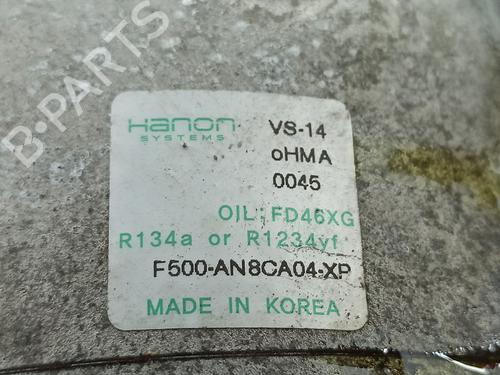 Hanon
SYSTEMS
VS-14
oHMA
0045
OIL:FD46XG
R134a or R1234yf
F500-AN8CA04-XP
MADE IN KOREA
B-PARTS